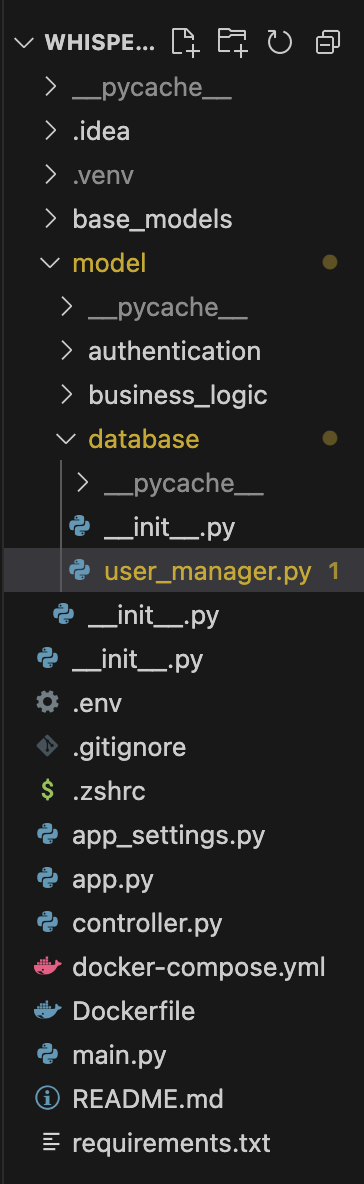 WHISPE...
__pycache__
.idea
.venv
base_models
model
__pycache__
authentication
business_logic
database
__pycache__
__init__.py
user_manager.py 1
__init__.py
__init__.py
.env
.gitignore
$ .zshrc
app_settings.py
app.py
controller.py
docker-compose.yml
Dockerfile
main.py
README.md
requirements.txt